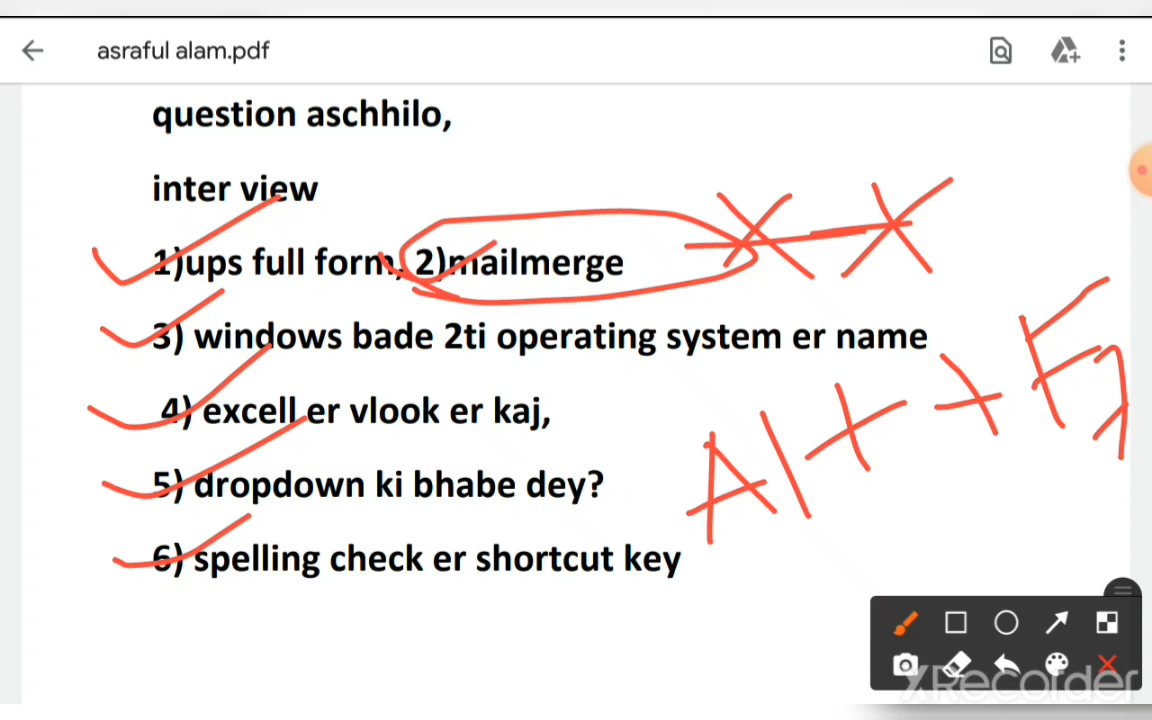 asraful alam.pdf
question aschhilo,
inter view
1)ups full form, 2)mailmerge
3) windows bade 2ti operating system er name
4) excell er vlook er kaj,
5) dropdown ki bhabe dey?
6) spelling check er shortcut key
Alt + F7
XRecorder